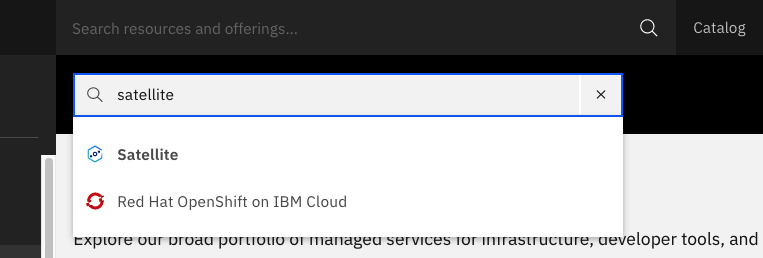 Search resources and offerings...
Catalog
satellite
Satellite
Red Hat OpenShift on IBM Cloud
Explore our broad portfolio of managed services for infrastructure, developer tools, and